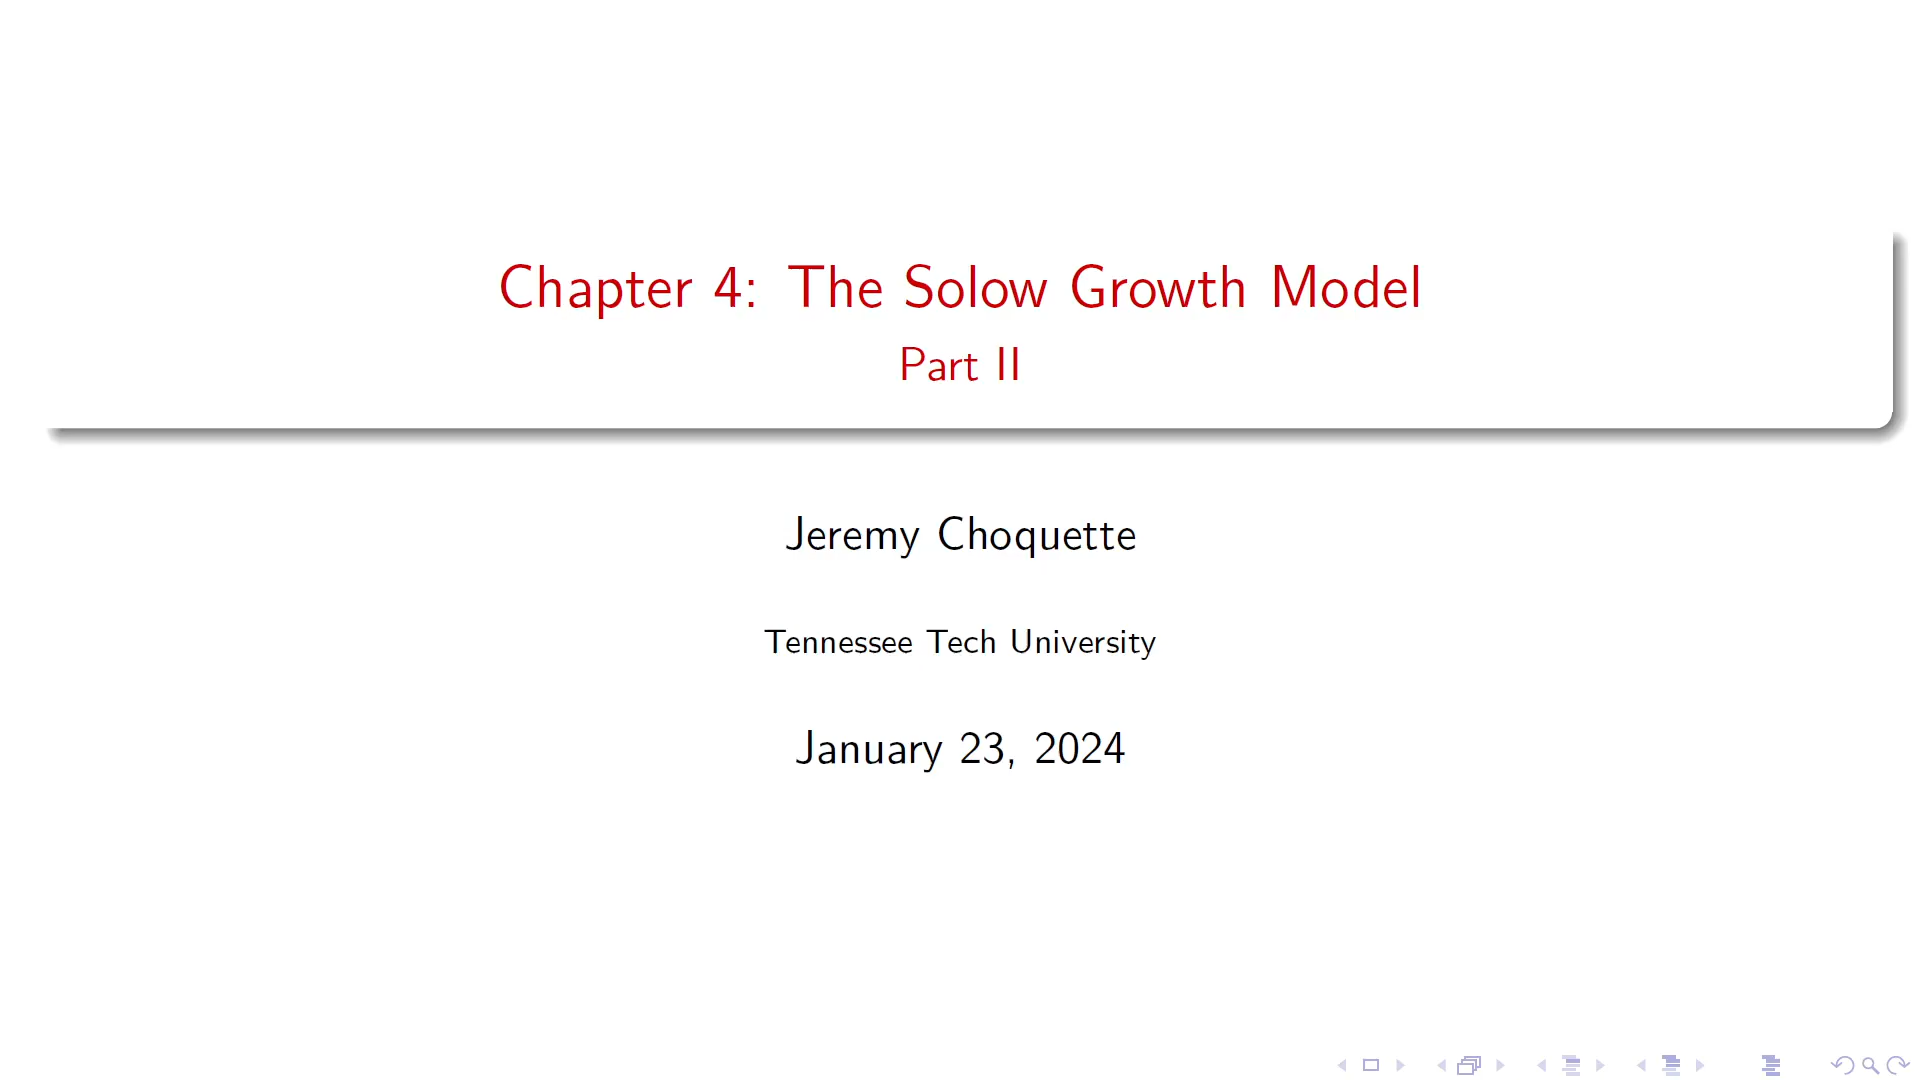 Chapter 4: The Solow Growth Model
Part II
Jeremy Choquette
Tennessee Tech University
January 23, 2024